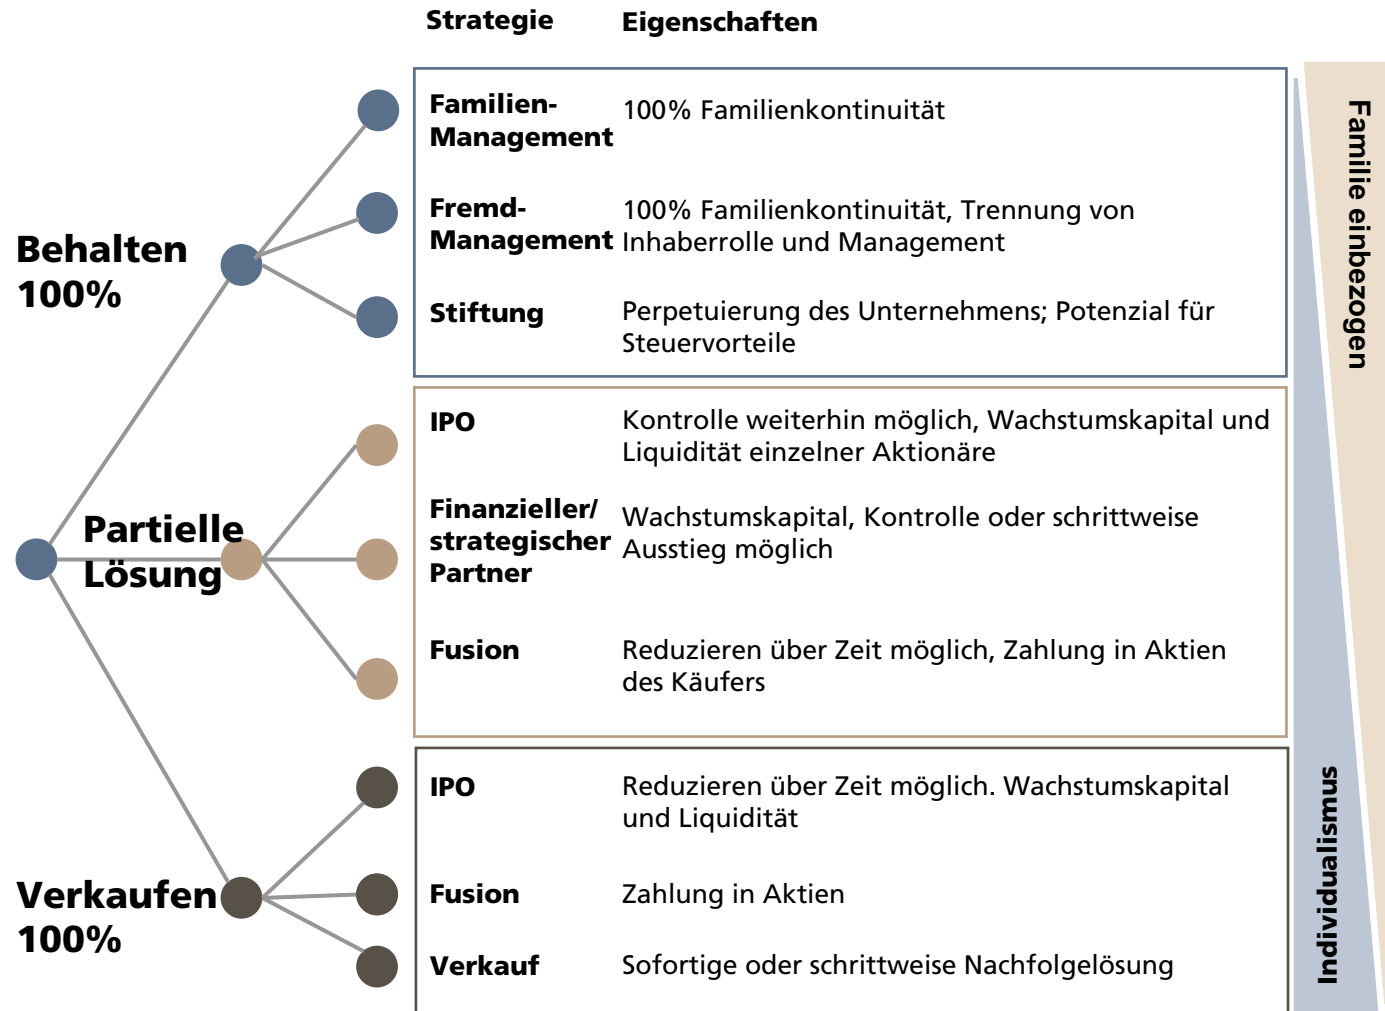 Strategie Eigenschaften
Behalten
100%
Familien-
Management
100% Familienkontinuität
Fremd-
Management
100% Familienkontinuität, Trennung von
Inhaberrolle und Management
Stiftung
Perpetuierung des Unternehmens; Potenzial für
Steuervorteile
Partielle
Lösung
IPO
Kontrolle weiterhin möglich, Wachstumskapital und
Liquidität einzelner Aktionäre
Finanzieller/
strategischer
Partner
Wachstumskapital, Kontrolle oder schrittweise
Ausstieg möglich
Fusion
Reduzieren über Zeit möglich, Zahlung in Aktien
des Käufers
Verkaufen
100%
IPO
Reduzieren über Zeit möglich. Wachstumskapital
und Liquidität
Fusion
Zahlung in Aktien
Verkauf
Sofortige oder schrittweise Nachfolgelösung
Familie einbezogen
Individualismus